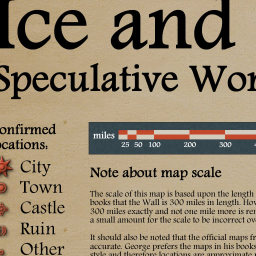 Ice and
Speculative Wor
onfirmed
ocations:
City
Town
Castle
Ruin
Other
miles
25 50 100 200 300
Note about map scale
The scale of this map is based upon the length
books that the Wall is 300 miles in length. How
300 miles exactly and not one mile more is re
a small amount for the scale to be incorrect ov
It should also be noted that the official maps fr
accurate. George prefers the maps in his books
style and therefore locations are approximate